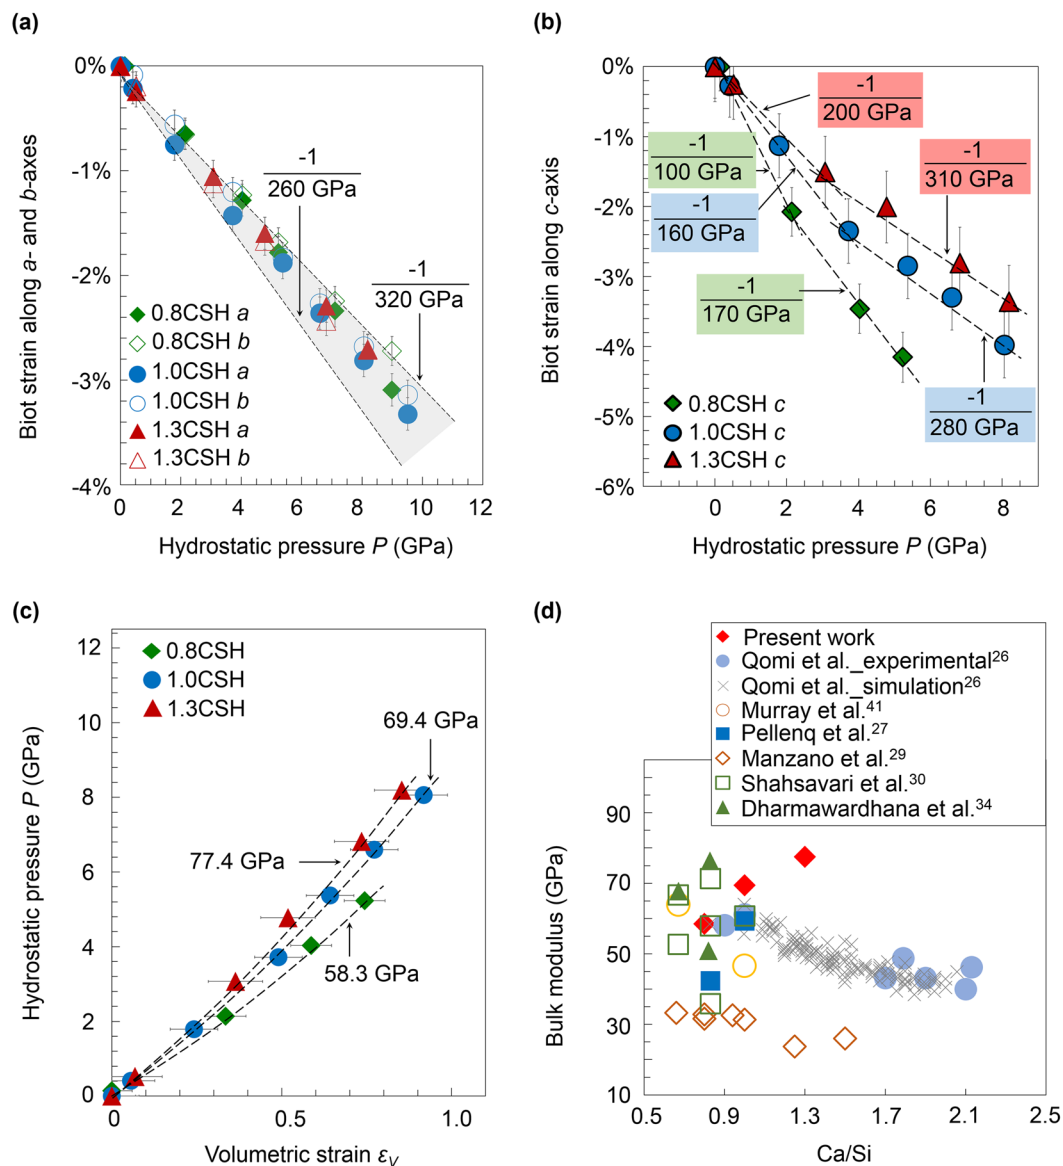 (a)
0%
-1%
-2%
-3%
-4%
0 2 4 6 8 10 12
Biot strain along a- and b-axes
Hydrostatic pressure P (GPa)
-1
260 GPa
-1
320 GPa
0.8CSH a
0.8CSH b
1.0CSH a
1.0CSH b
1.3CSH a
1.3CSH b
(b)
0%
-1%
-2%
-3%
-4%
-5%
-6%
0 2 4 6 8
Biot strain along c-axis
Hydrostatic pressure P (GPa)
-1
200 GPa
-1
100 GPa
-1
310 GPa
-1
160 GPa
-1
170 GPa
-1
280 GPa
0.8CSH c
1.0CSH c
1.3CSH c
(c)
12
10
8
6
4
2
0
0 0.5 1.0
Hydrostatic pressure P (GPa)
Volumetric strain εV
0.8CSH
1.0CSH
1.3CSH
69.4 GPa
77.4 GPa
58.3 GPa
(d)
Present work
Qomi et al._experimental26
Qomi et al._simulation26
Murray et al.41
Pellenq et al.27
Manzano et al.29
Shahsavari et al.30
Dharmawardhana et al.34
90
70
50
30
10
0.5 0.9 1.3 1.7 2.1 2.5
Bulk modulus (GPa)
Ca/Si